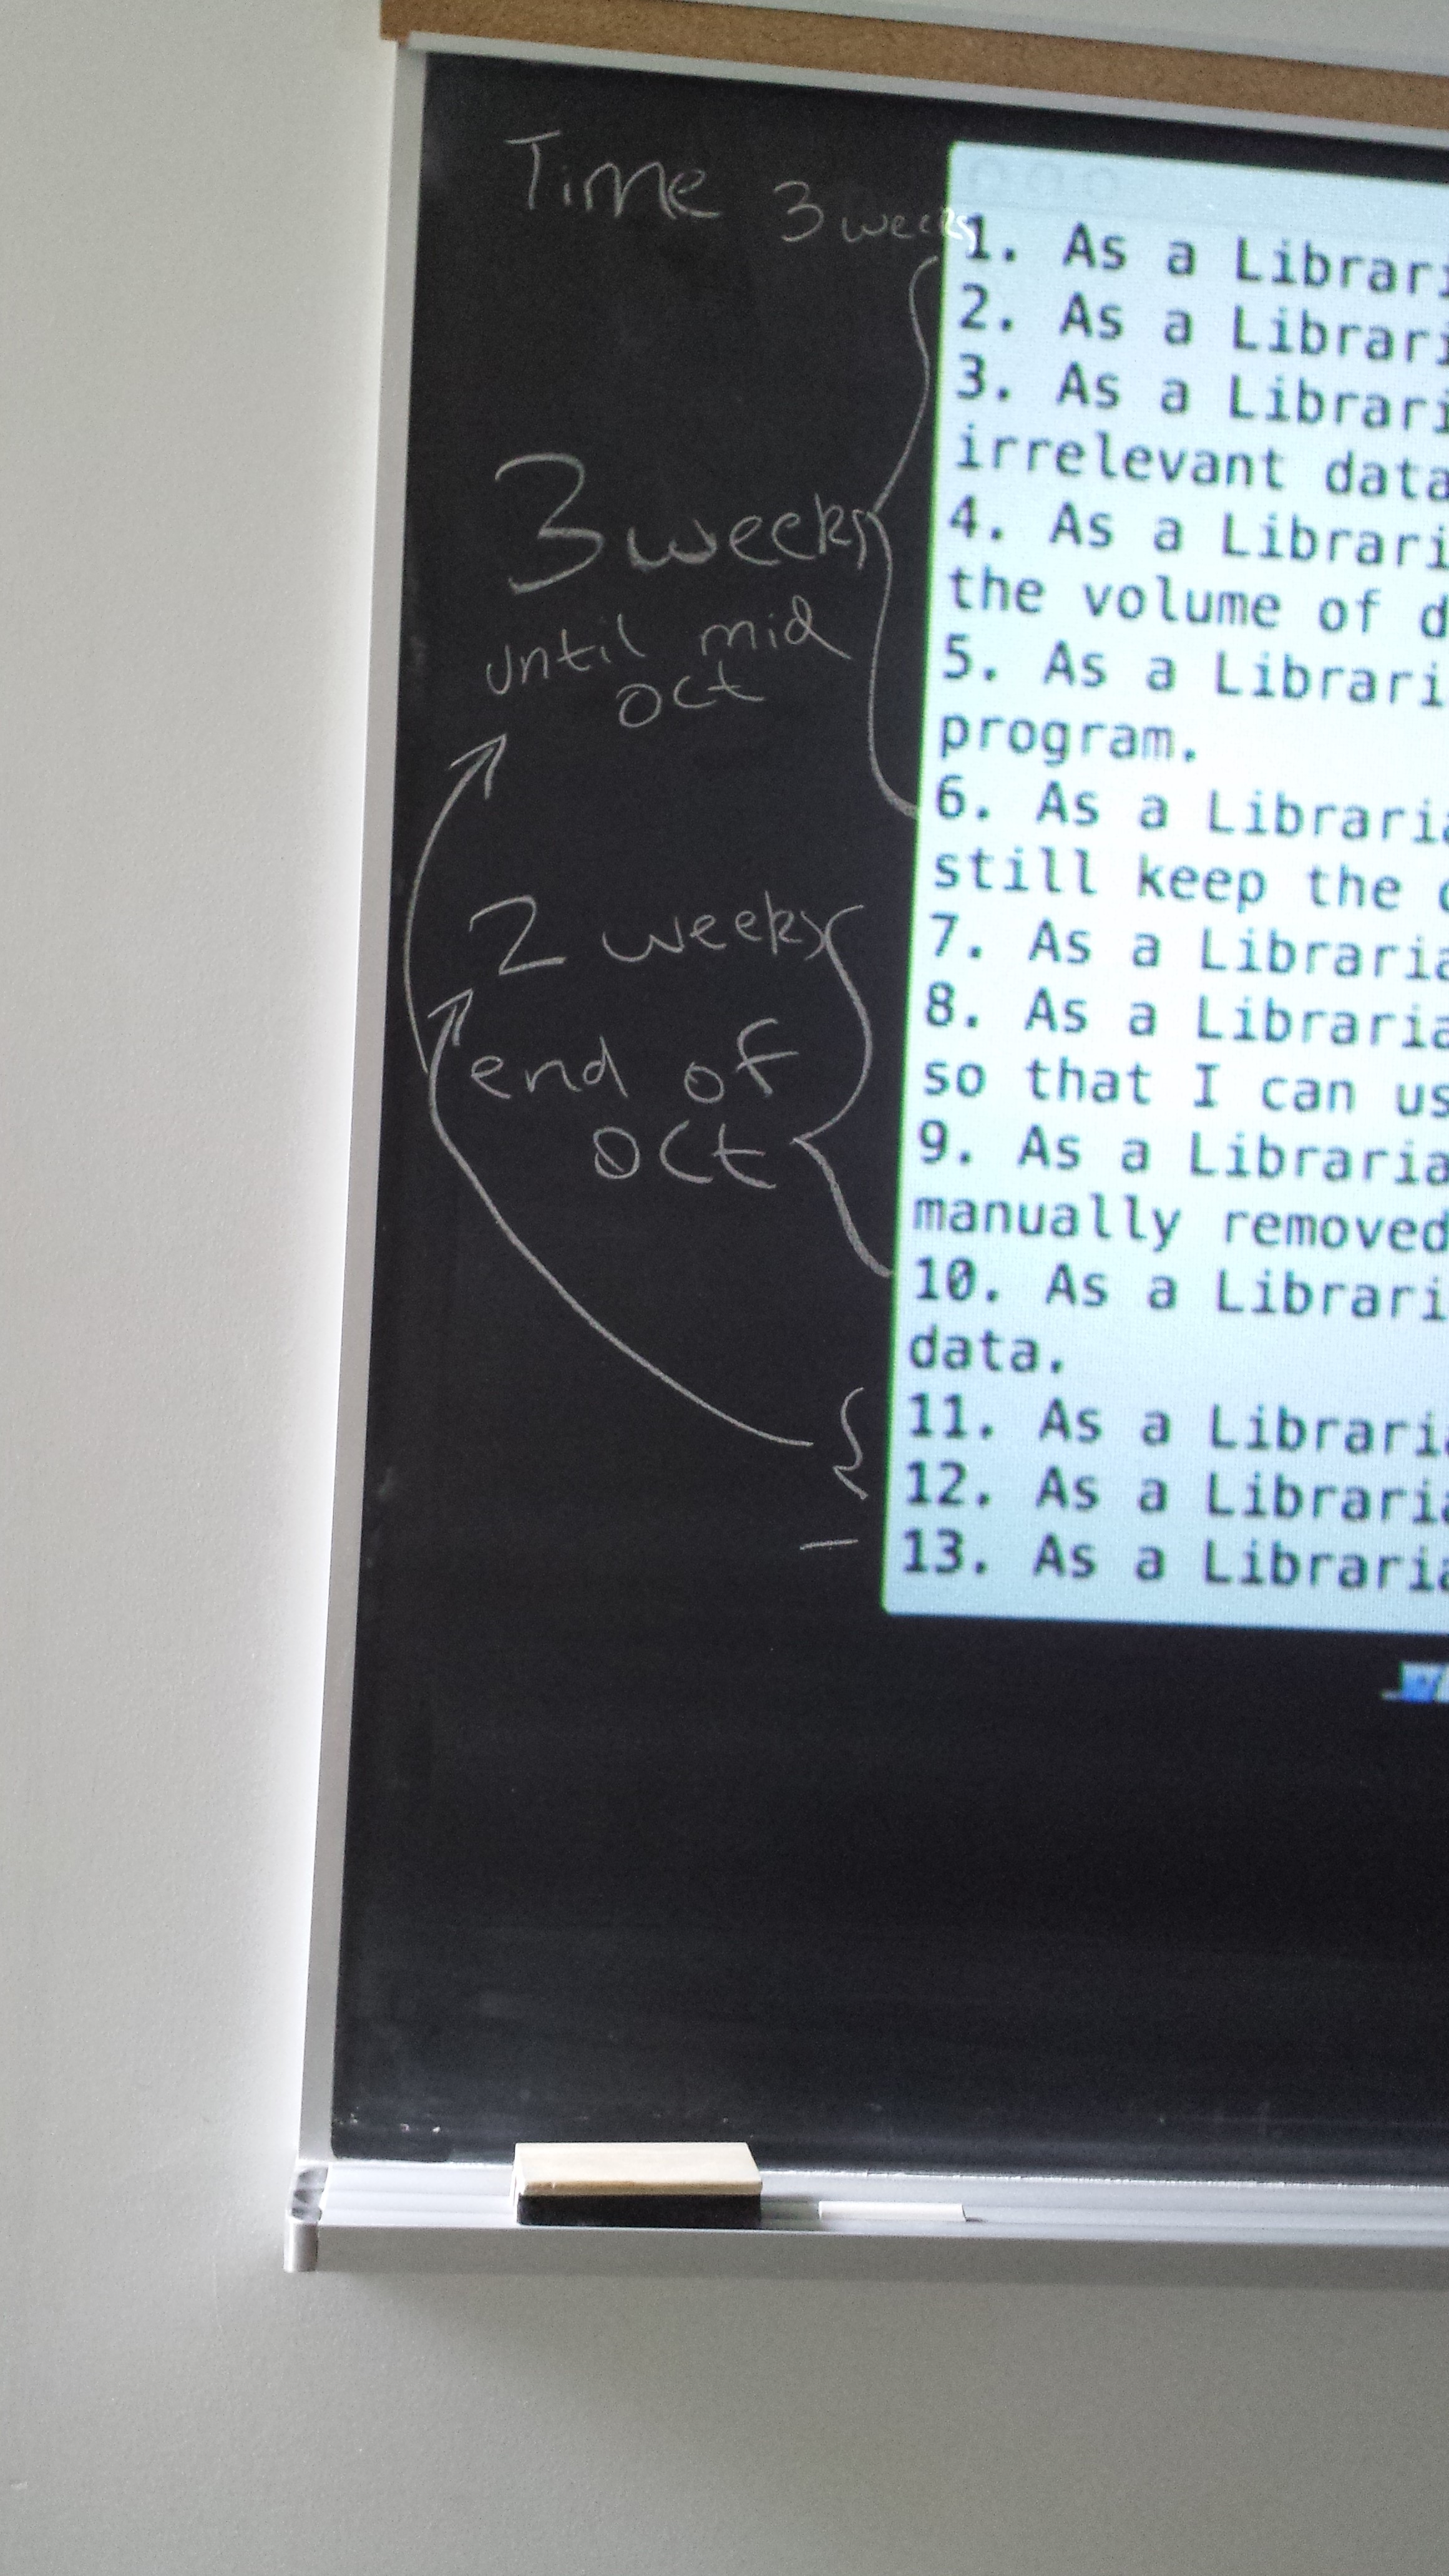 Time 3 weeks
3 weeks
until mid
oct
2 weeks
end of
oct
1. As a Librari
2. As a Librari
3. As a Librari
irrelevant data
4. As a Librari
the volume of d
5. As a Librari
program.
6. As a Libraria
still keep the
7. As a Libraria
8. As a Libraria
so that I can us
9. As a Libraria
manually removed
10. As a Librari
data.
11. As a Libraria
12. As a Libraria
13. As a Libraria